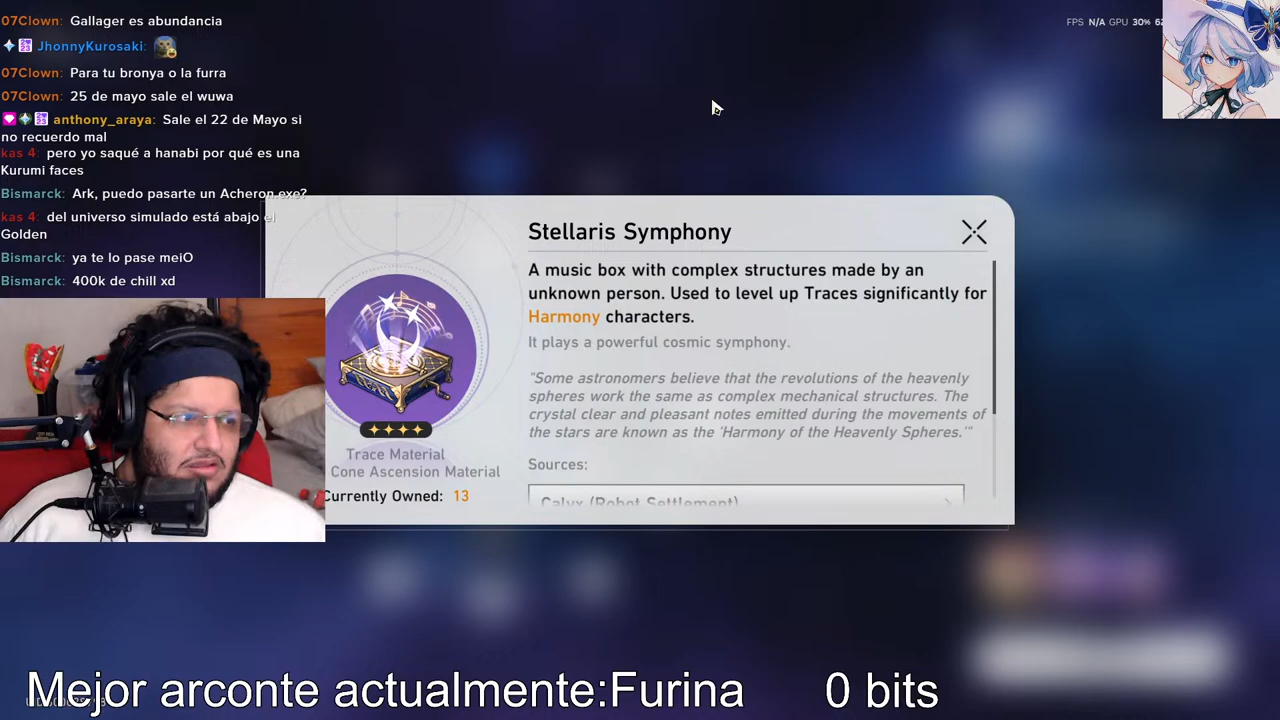 07Clown: Gallager es abundancia
JhonnyKurosaki:
07Clown: Para tu bronya o la furra
07Clown: 25 de mayo sale el wuwa
anthony_araya: Sale el 22 de Mayo si
no recuerdo mal
kas 4: pero yo saqué a hanabi por qué es una
Kurumi faces
Bismarck: Ark, puedo pasarte un Acheron.exe?
kas 4: del universo simulado está abajo el
Golden
Bismarck: ya te lo pase meiO
Bismarck: 400k de chill xd
FPS N/A GPU 30%
Stellaris Symphony
A music box with complex structures made by an
unknown person. Used to level up Traces significantly for
Harmony characters.
It plays a powerful cosmic symphony.
"Some astronomers believe that the revolutions of the heavenly
spheres work the same as complex mechanical structures. The
crystal clear and pleasant notes emitted during the movements of
the stars are known as the 'Harmony of the Heavenly Spheres.'"
Sources:
Calyx (Robot Settlement)
Trace Material
Cone Ascension Material
Currently Owned: 13
Mejor arconte actualmente:Furina 0 bits